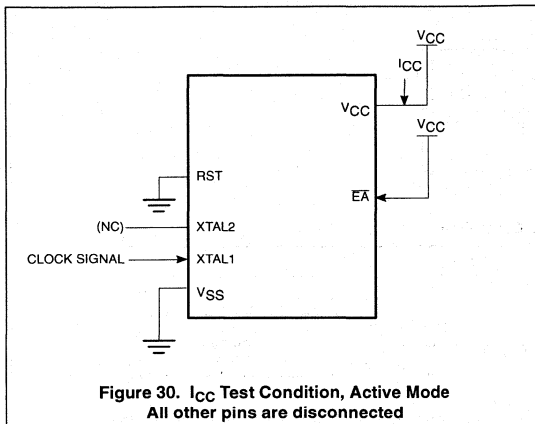 VCC
ICC
VCC
VCC
RST
EA
(NC)
XTAL2
CLOCK SIGNAL
XTAL1
VSS
Figure 30. ICC Test Condition, Active Mode
All other pins are disconnected